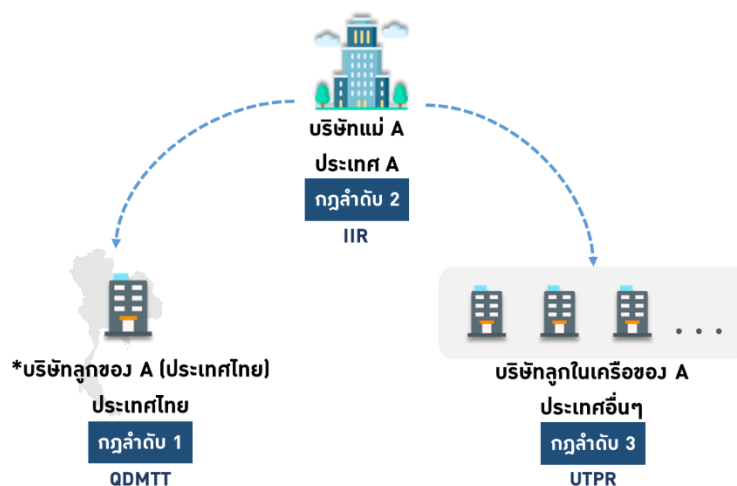 บริษัทแม่ A
ประเทศ A
กฎลำดับ 2
IIR
*บริษัทลูกของ A (ประเทศไทย)
ประเทศไทย
กฎลำดับ 1
QDMTT
บริษัทลูกในเครือของ A
ประเทศอื่นๆ
กฎลำดับ 3
UTPR